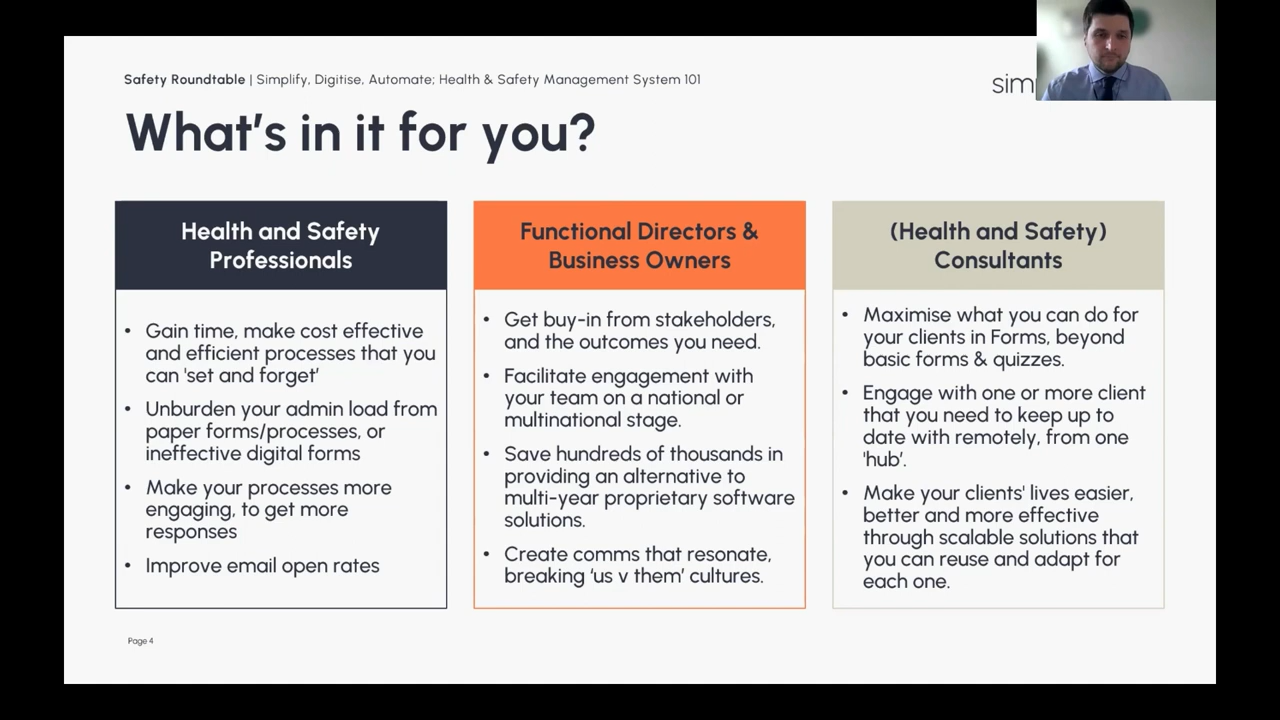 Safety Roundtable | Simplify, Digitise, Automate; Health & Safety Management System 101
What's in it for you?
Health and Safety
Professionals
• Gain time, make cost effective
and efficient processes that you
can 'set and forget'
• Unburden your admin load from
paper forms/processes, or
ineffective digital forms
• Make your processes more
engaging, to get more
responses
• Improve email open rates
Functional Directors &
Business Owners
• Get buy-in from stakeholders,
and the outcomes you need.
• Facilitate engagement with
your team on a national or
multinational stage.
• Save hundreds of thousands in
providing an alternative to
multi-year proprietary software
solutions.
• Create comms that resonate,
breaking ‘us v them’ cultures.
(Health and Safety)
Consultants
• Maximise what you can do for
your clients in Forms, beyond
basic forms & quizzes.
• Engage with one or more client
that you need to keep up to
date with remotely, from one
'hub'.
• Make your clients' lives easier,
better and more effective
through scalable solutions that
you can reuse and adapt for
each one.
Page 4